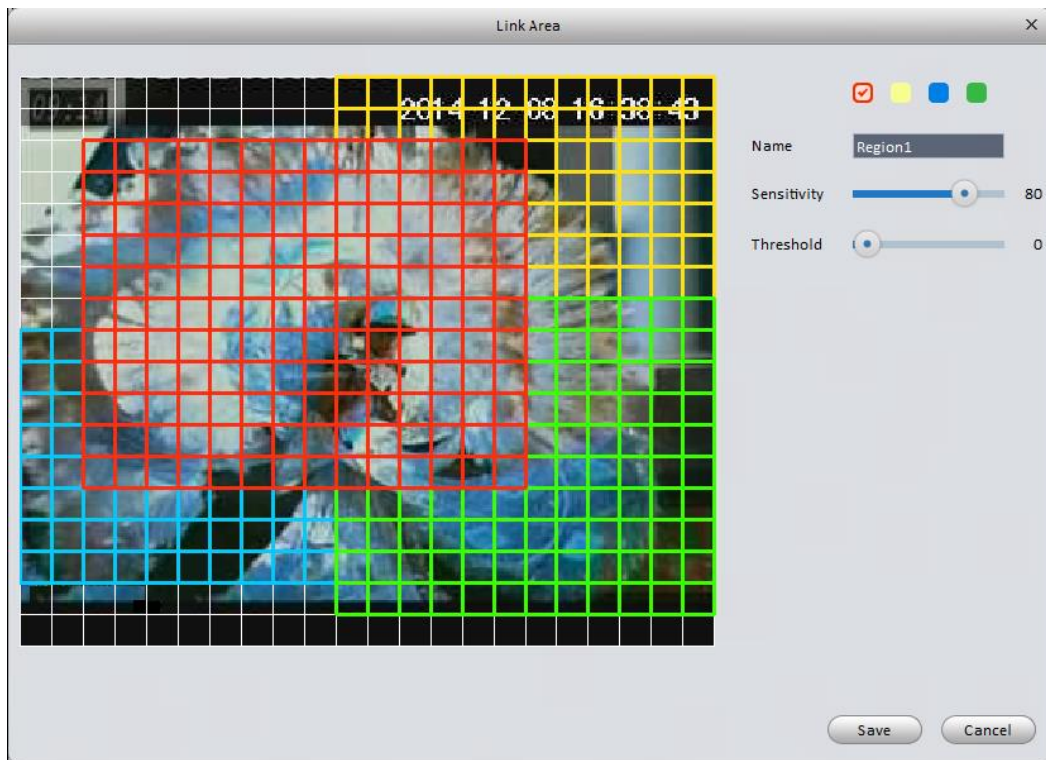 Link Area
2014-12-08 16:38:43
Name
Region1
Sensitivity
80
Threshold
0
Save
Cancel